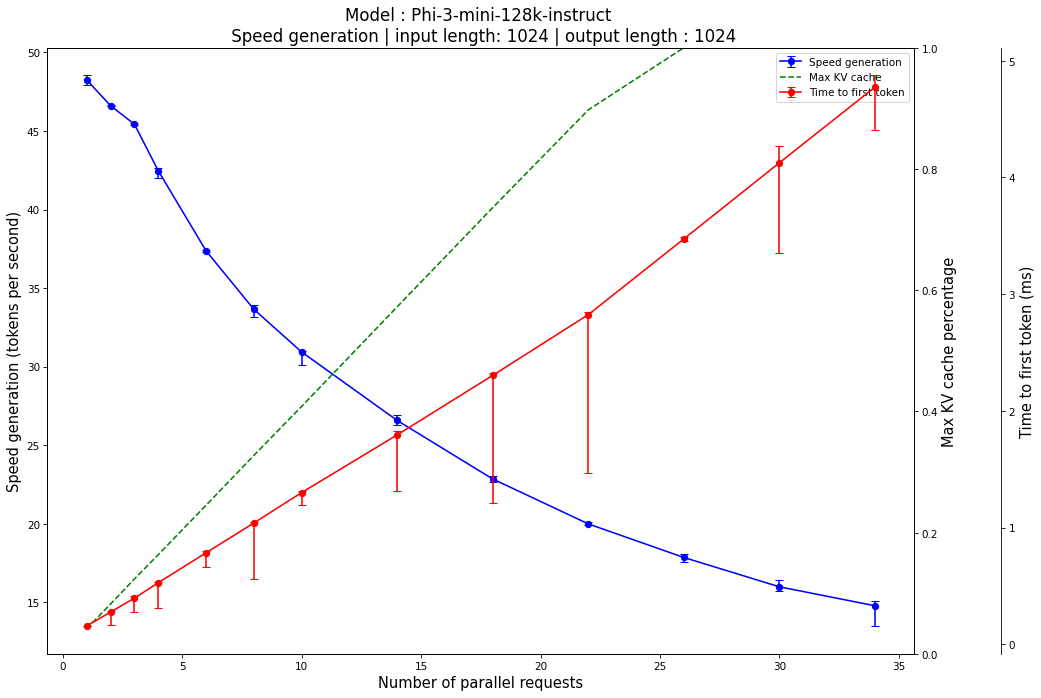 Model : Phi-3-mini-128k-instruct
Speed generation | input length: 1024 | output length : 1024
Speed generation (tokens per second)
50
45
40
35
30
25
20
15
Speed generation
Max KV cache
Time to first token
1.0
0.8
0.6
0.4
0.2
0.0
Max KV cache percentage
5
4
3
2
1
0
Time to first token (ms)
0 5 10 15 20 25 30 35
Number of parallel requests